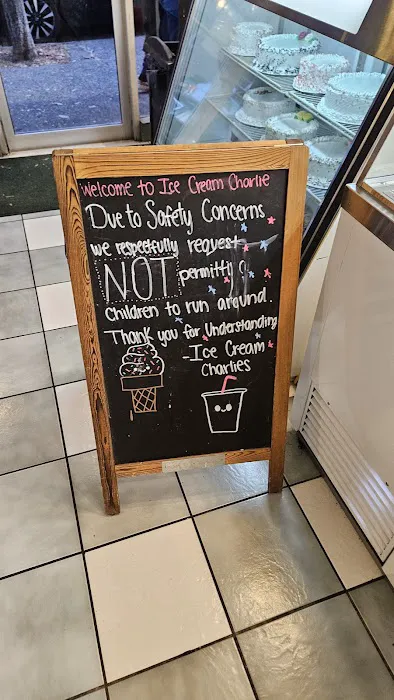 Welcome to Ice Cream Charlie
Due to Safety Concerns
we respectfully request
NOT permitting
Children to run around.
Thank you for Understanding
-Ice Cream
Charlies